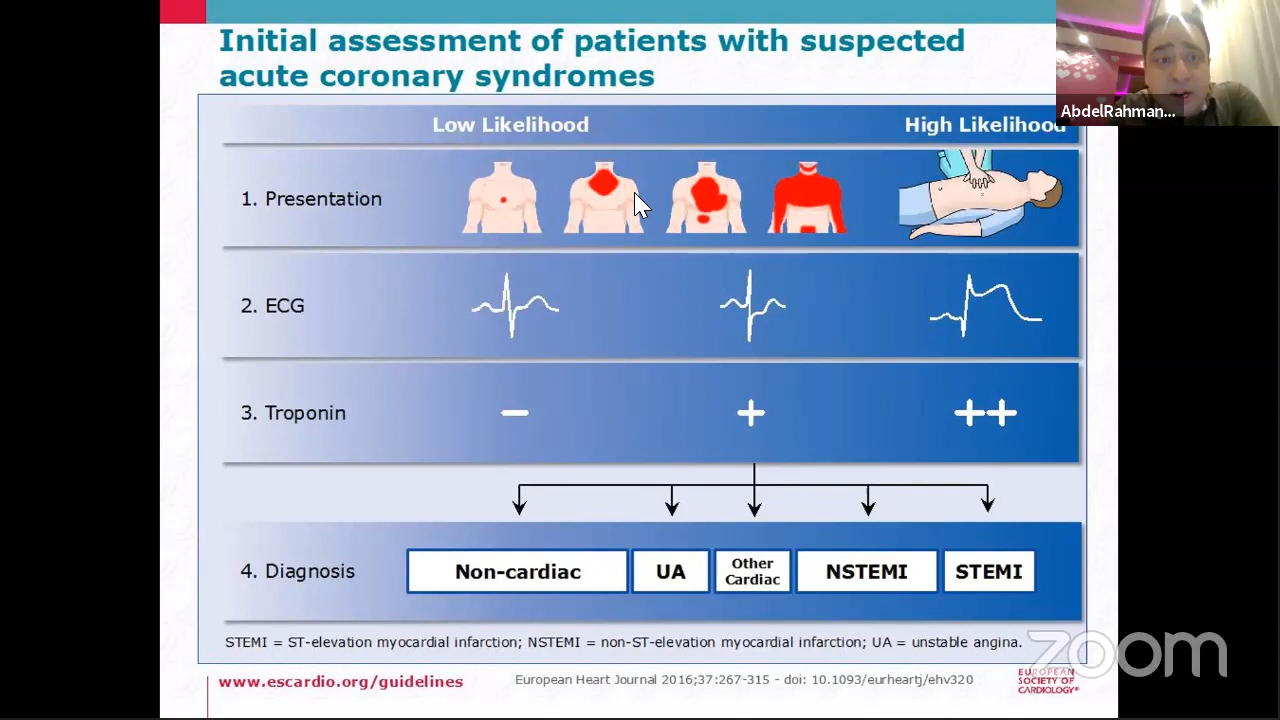 Initial assessment of patients with suspected
acute coronary syndromes
AbdelRahman...
Low Likelihood
High Likelihood
1. Presentation
2. ECG
3. Troponin
− + ++
4. Diagnosis
Non-cardiac
UA
Other
Cardiac
NSTEMI
STEMI
STEMI = ST-elevation myocardial infarction; NSTEMI = non-ST-elevation myocardial infarction; UA = unstable angina.
zoom
www.escardio.org/guidelines
European Heart Journal 2016;37:267-315 - doi: 10.1093/eurheartj/ehv320
EUROPEAN
SOCIETY OF
CARDIOLOGY®